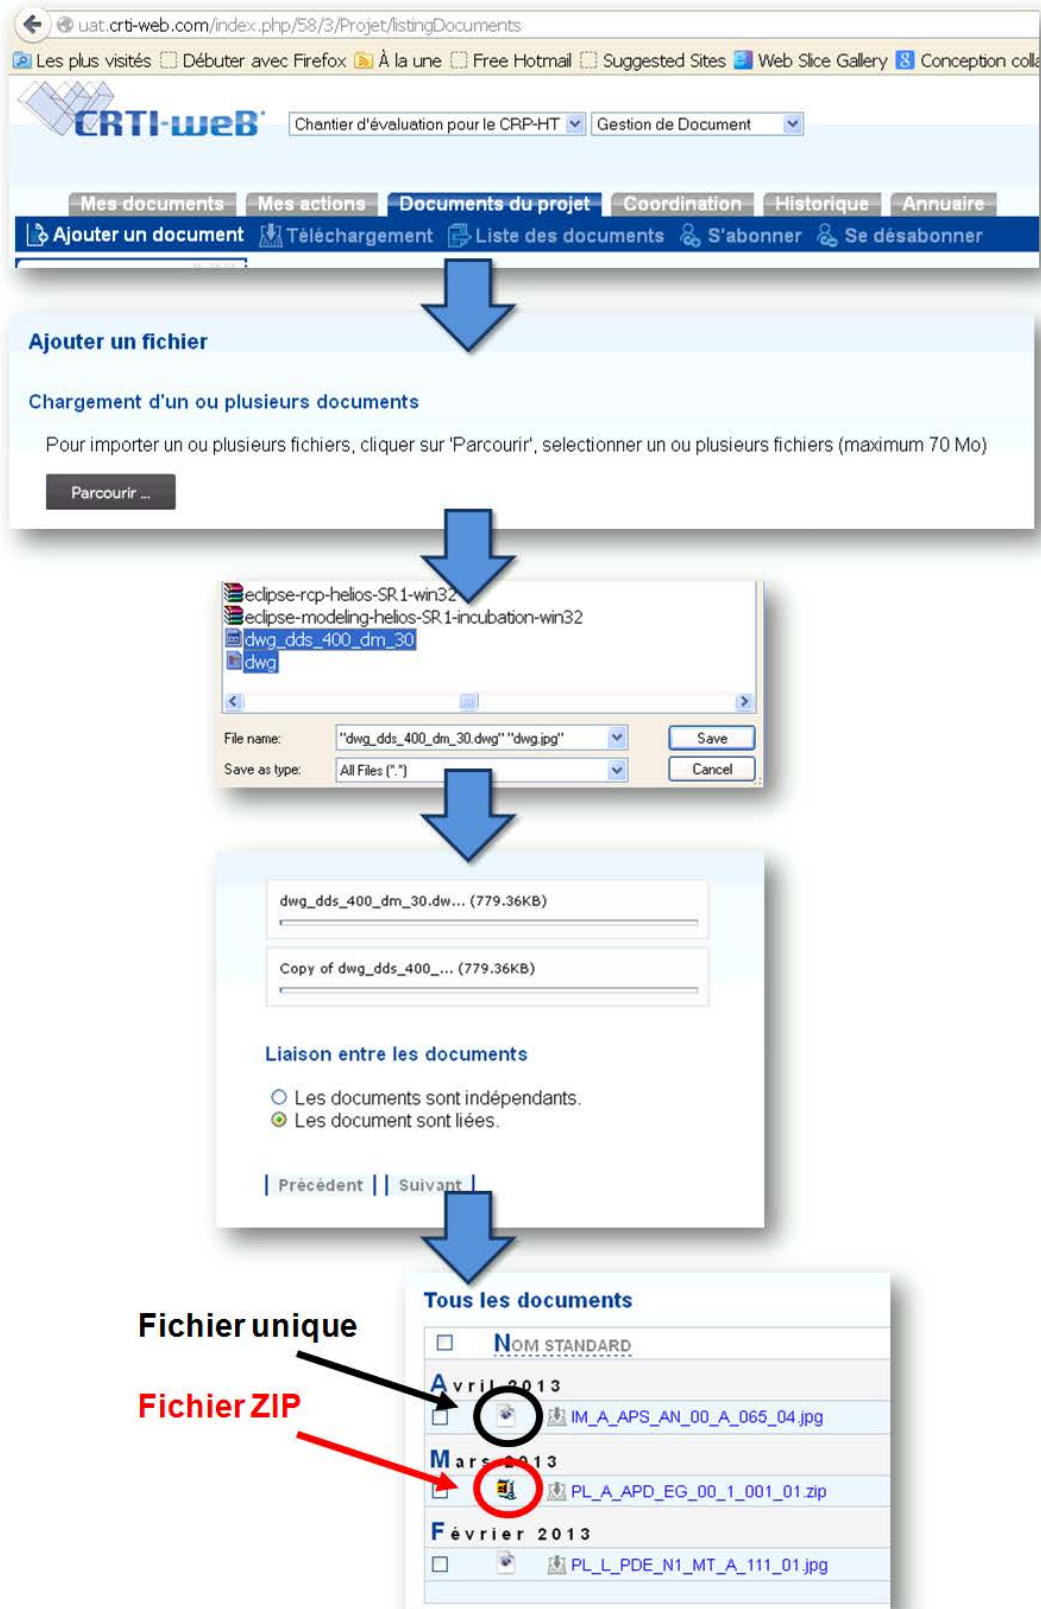 uat.crti-web.com/index.php/58/3/Projet/listingDocuments
Les plus visités Débuter avec Firefox À la une Free Hotmail Suggested Sites Web Slice Gallery Conception colla
CRTI-weB
Chantier d'évaluation pour le CRP-HT Gestion de Document
Mes documents Mes actions Documents du projet Coordination Historique Annuaire
Ajouter un document Téléchargement Liste des documents S'abonner Se désabonner
Ajouter un fichier
Chargement d'un ou plusieurs documents
Pour importer un ou plusieurs fichiers, cliquer sur 'Parcourir', selectionner un ou plusieurs fichiers (maximum 70 Mo)
Parcourir ...
eclipse-rcp-helios-SR1-win32
eclipse-modeling-helios-SR1-incubation-win32
dwg_dds_400_dm_30
dwg
File name: "dwg_dds_400_dm_30.dwg" "dwg.jpg" Save
Save as type: All Files (*.*) Cancel
dwg_dds_400_dm_30.dw... (779.36KB)
Copy of dwg_dds_400_... (779.36KB)
Liaison entre les documents
Les documents sont indépendants.
Les document sont liées.
Précédent Suivant
Tous les documents
Fichier unique
NOM STANDARD
Avril 2013
Fichier ZIP
IM_A_APS_AN_00_A_065_04.jpg
Mars 2013
PL_A_APD_EG_00_1_001_01.zip
Février 2013
PL_L_PDE_N1_MT_A_111_01.jpg